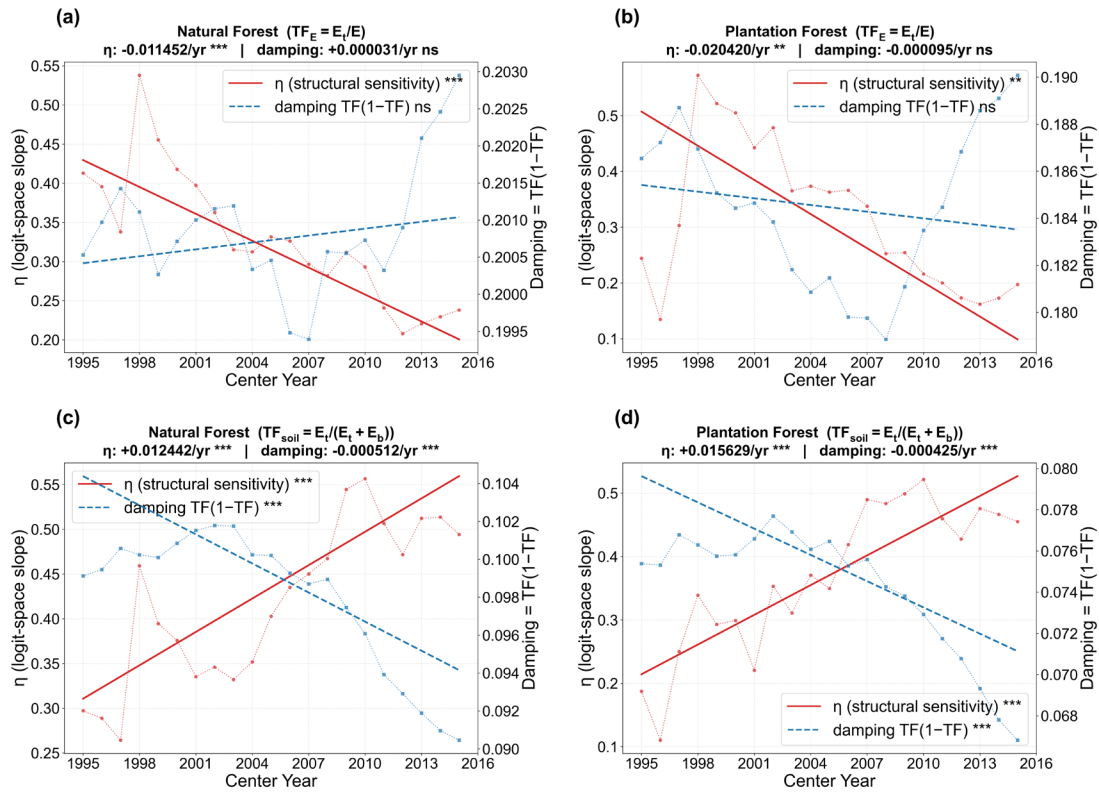 (a)
Natural Forest (TF_E = E_t/E)
η: -0.011452/yr *** | damping: +0.000031/yr ns
η (structural sensitivity) ***
damping TF(1−TF) ns
η (logit-space slope)
0.55
0.50
0.45
0.40
0.35
0.30
0.25
0.20
0.2030
0.2025
0.2020
0.2015
0.2010
0.2005
0.2000
0.1995
Damping = TF(1−TF)
1995 1998 2001 2004 2007 2010 2013 2016
Center Year
(b)
Plantation Forest (TF_E = E_t/E)
η: -0.020420/yr ** | damping: -0.000095/yr ns
η (structural sensitivity) **
damping TF(1−TF) ns
η (logit-space slope)
0.5
0.4
0.3
0.2
0.1
0.190
0.188
0.186
0.184
0.182
0.180
Damping = TF(1−TF)
1995 1998 2001 2004 2007 2010 2013 2016
Center Year
(c)
Natural Forest (TF_soil = E_t/(E_t + E_b))
η: +0.012442/yr *** | damping: -0.000512/yr ***
η (structural sensitivity) ***
damping TF(1−TF) ***
η (logit-space slope)
0.55
0.50
0.45
0.40
0.35
0.30
0.25
0.104
0.102
0.100
0.098
0.096
0.094
0.092
0.090
Damping = TF(1−TF)
1995 1998 2001 2004 2007 2010 2013 2016
Center Year
(d)
Plantation Forest (TF_soil = E_t/(E_t + E_b))
η: +0.015629/yr *** | damping: -0.000425/yr ***
η (structural sensitivity) ***
damping TF(1−TF) ***
η (logit-space slope)
0.5
0.4
0.3
0.2
0.1
0.080
0.078
0.076
0.074
0.072
0.070
0.068
Damping = TF(1−TF)
1995 1998 2001 2004 2007 2010 2013 2016
Center Year